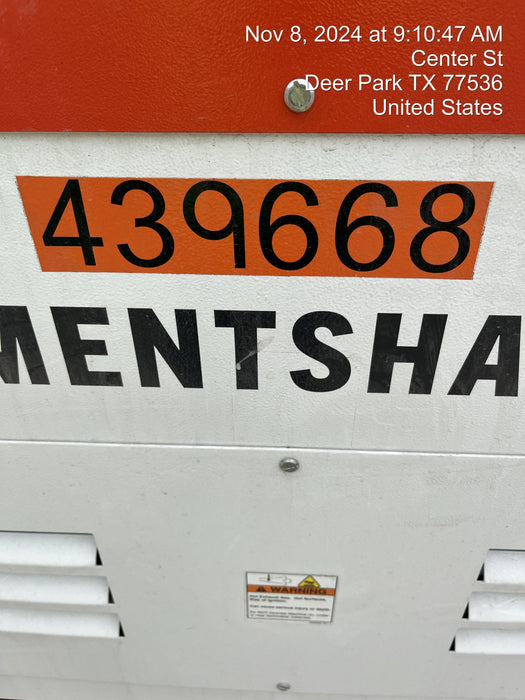 Nov 8, 2024 at 9:10:47 AM
Center St
Deer Park TX 77536
United States
439668
MENTSHA
WARNING